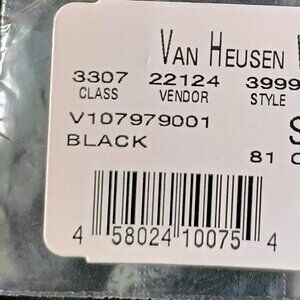 VAN HEUSEN
3307 22124 3999
CLASS VENDOR STYLE
V107979001
BLACK
S
81
4 58024 10075 4